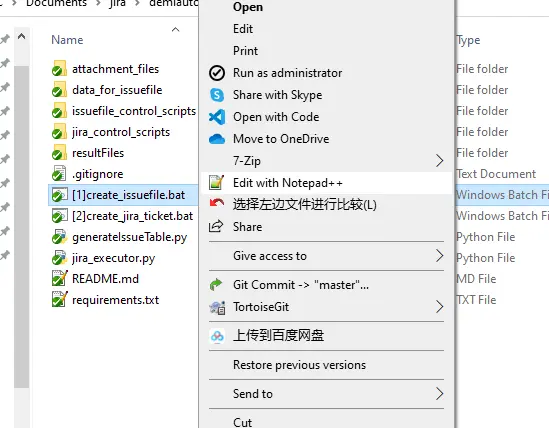 Documents
jira
demiauto
Name
Type
attachment_files
File folder
data_for_issuefile
File folder
issuefile_control_scripts
File folder
jira_control_scripts
File folder
resultFiles
File folder
.gitignore
Text Document
[1]create_issuefile.bat
Windows Batch Fi
[2]create_jira_ticket.bat
Windows Batch Fi
generateIssueTable.py
Python File
jira_executor.py
Python File
README.md
MD File
requirements.txt
TXT File
Open
Edit
Print
Run as administrator
Share with Skype
Open with Code
Move to OneDrive
7-Zip
Edit with Notepad++
选择左边文件进行比较(L)
Share
Give access to
Git Commit -> "master"...
TortoiseGit
上传到百度网盘
Restore previous versions
Send to
Cut